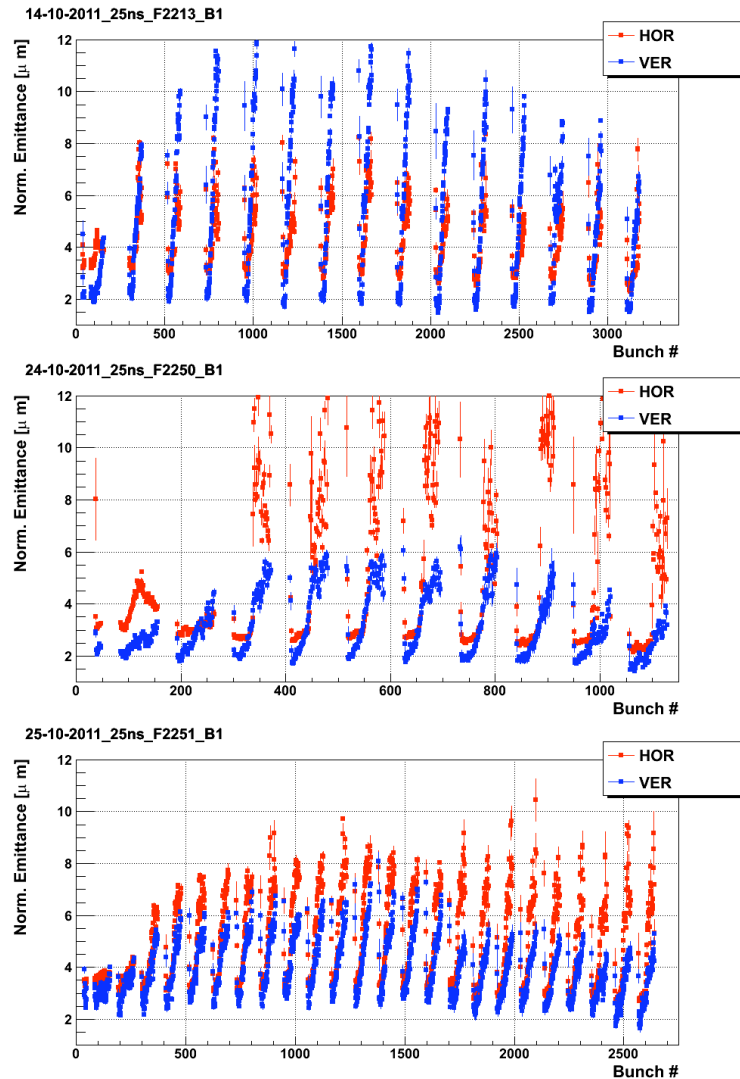 14-10-2011_25ns_F2213_B1
Norm. Emittance [μ m]
12
10
8
6
4
2
0 500 1000 1500 2000 2500 3000
Bunch #
HOR
VER
24-10-2011_25ns_F2250_B1
Norm. Emittance [μ m]
12
10
8
6
4
2
0 200 400 600 800 1000
Bunch #
HOR
VER
25-10-2011_25ns_F2251_B1
Norm. Emittance [μ m]
12
10
8
6
4
2
0 500 1000 1500 2000 2500
Bunch #
HOR
VER